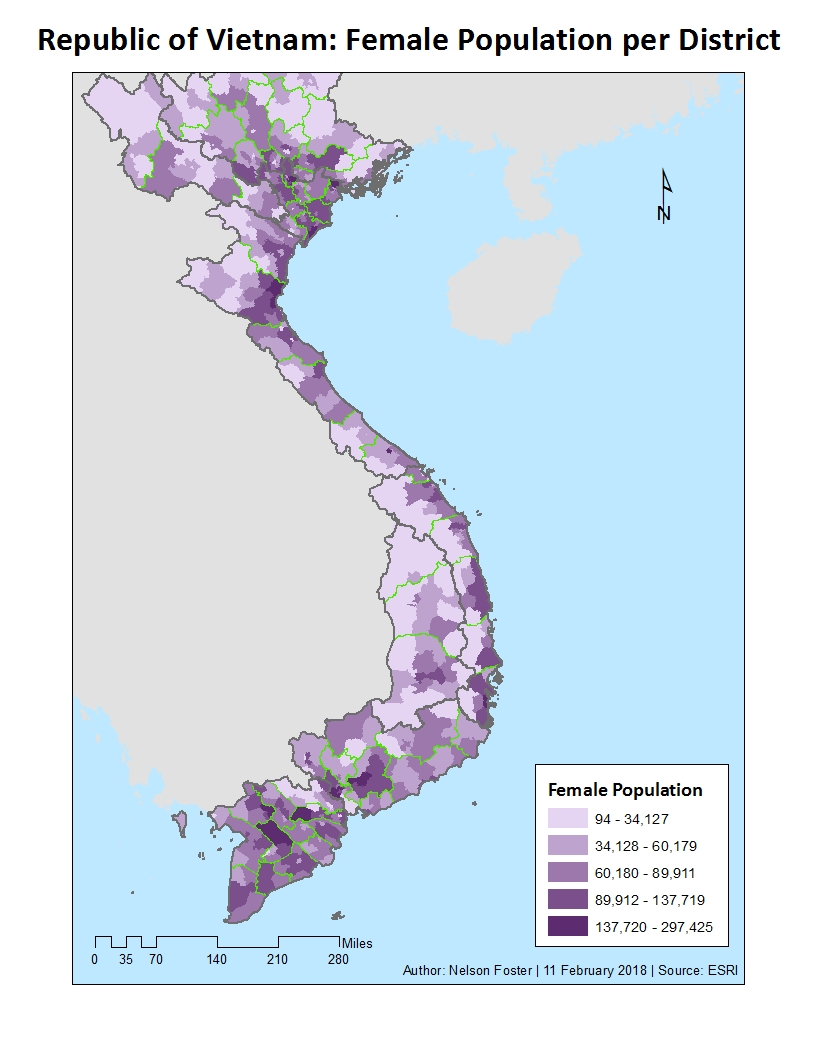 Republic of Vietnam: Female Population per District
N
Female Population
94 - 34,127
34,128 - 60,179
60,180 - 89,911
89,912 - 137,719
137,720 - 297,425
Miles
0 35 70 140 210 280
Author: Nelson Foster | 11 February 2018 | Source: ESRI